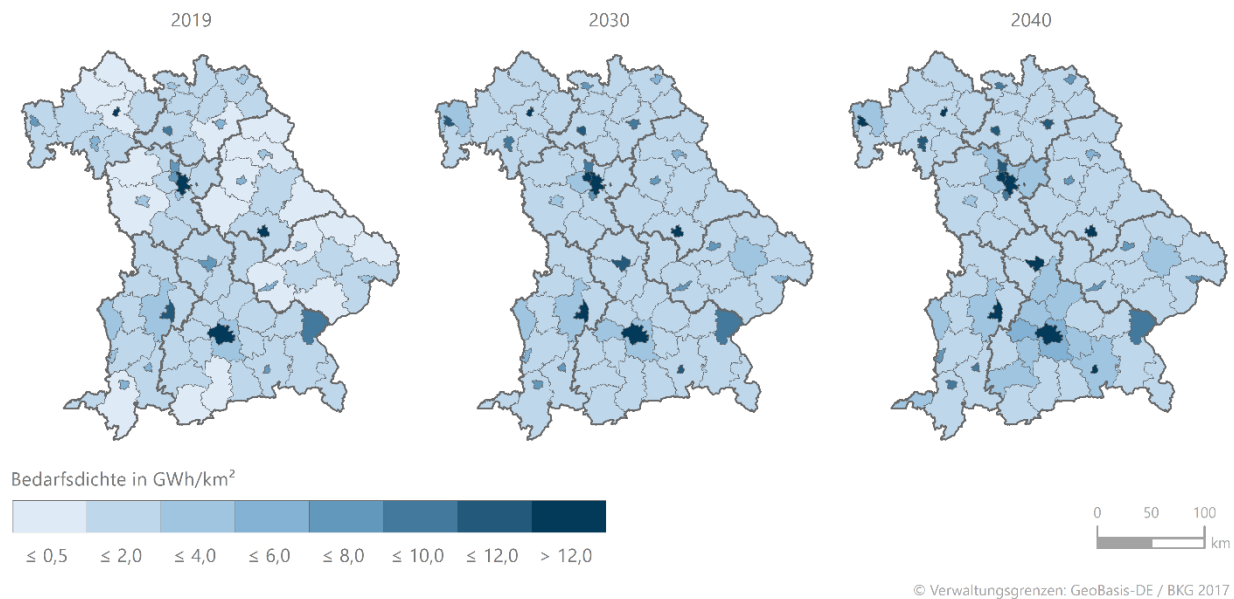 2019 2030 2040
Bedarfsdichte in GWh/km²
≤ 0,5 ≤ 2,0 ≤ 4,0 ≤ 6,0 ≤ 8,0 ≤ 10,0 ≤ 12,0 > 12,0
0 50 100
km
© Verwaltungsgrenzen: GeoBasis-DE / BKG 2017